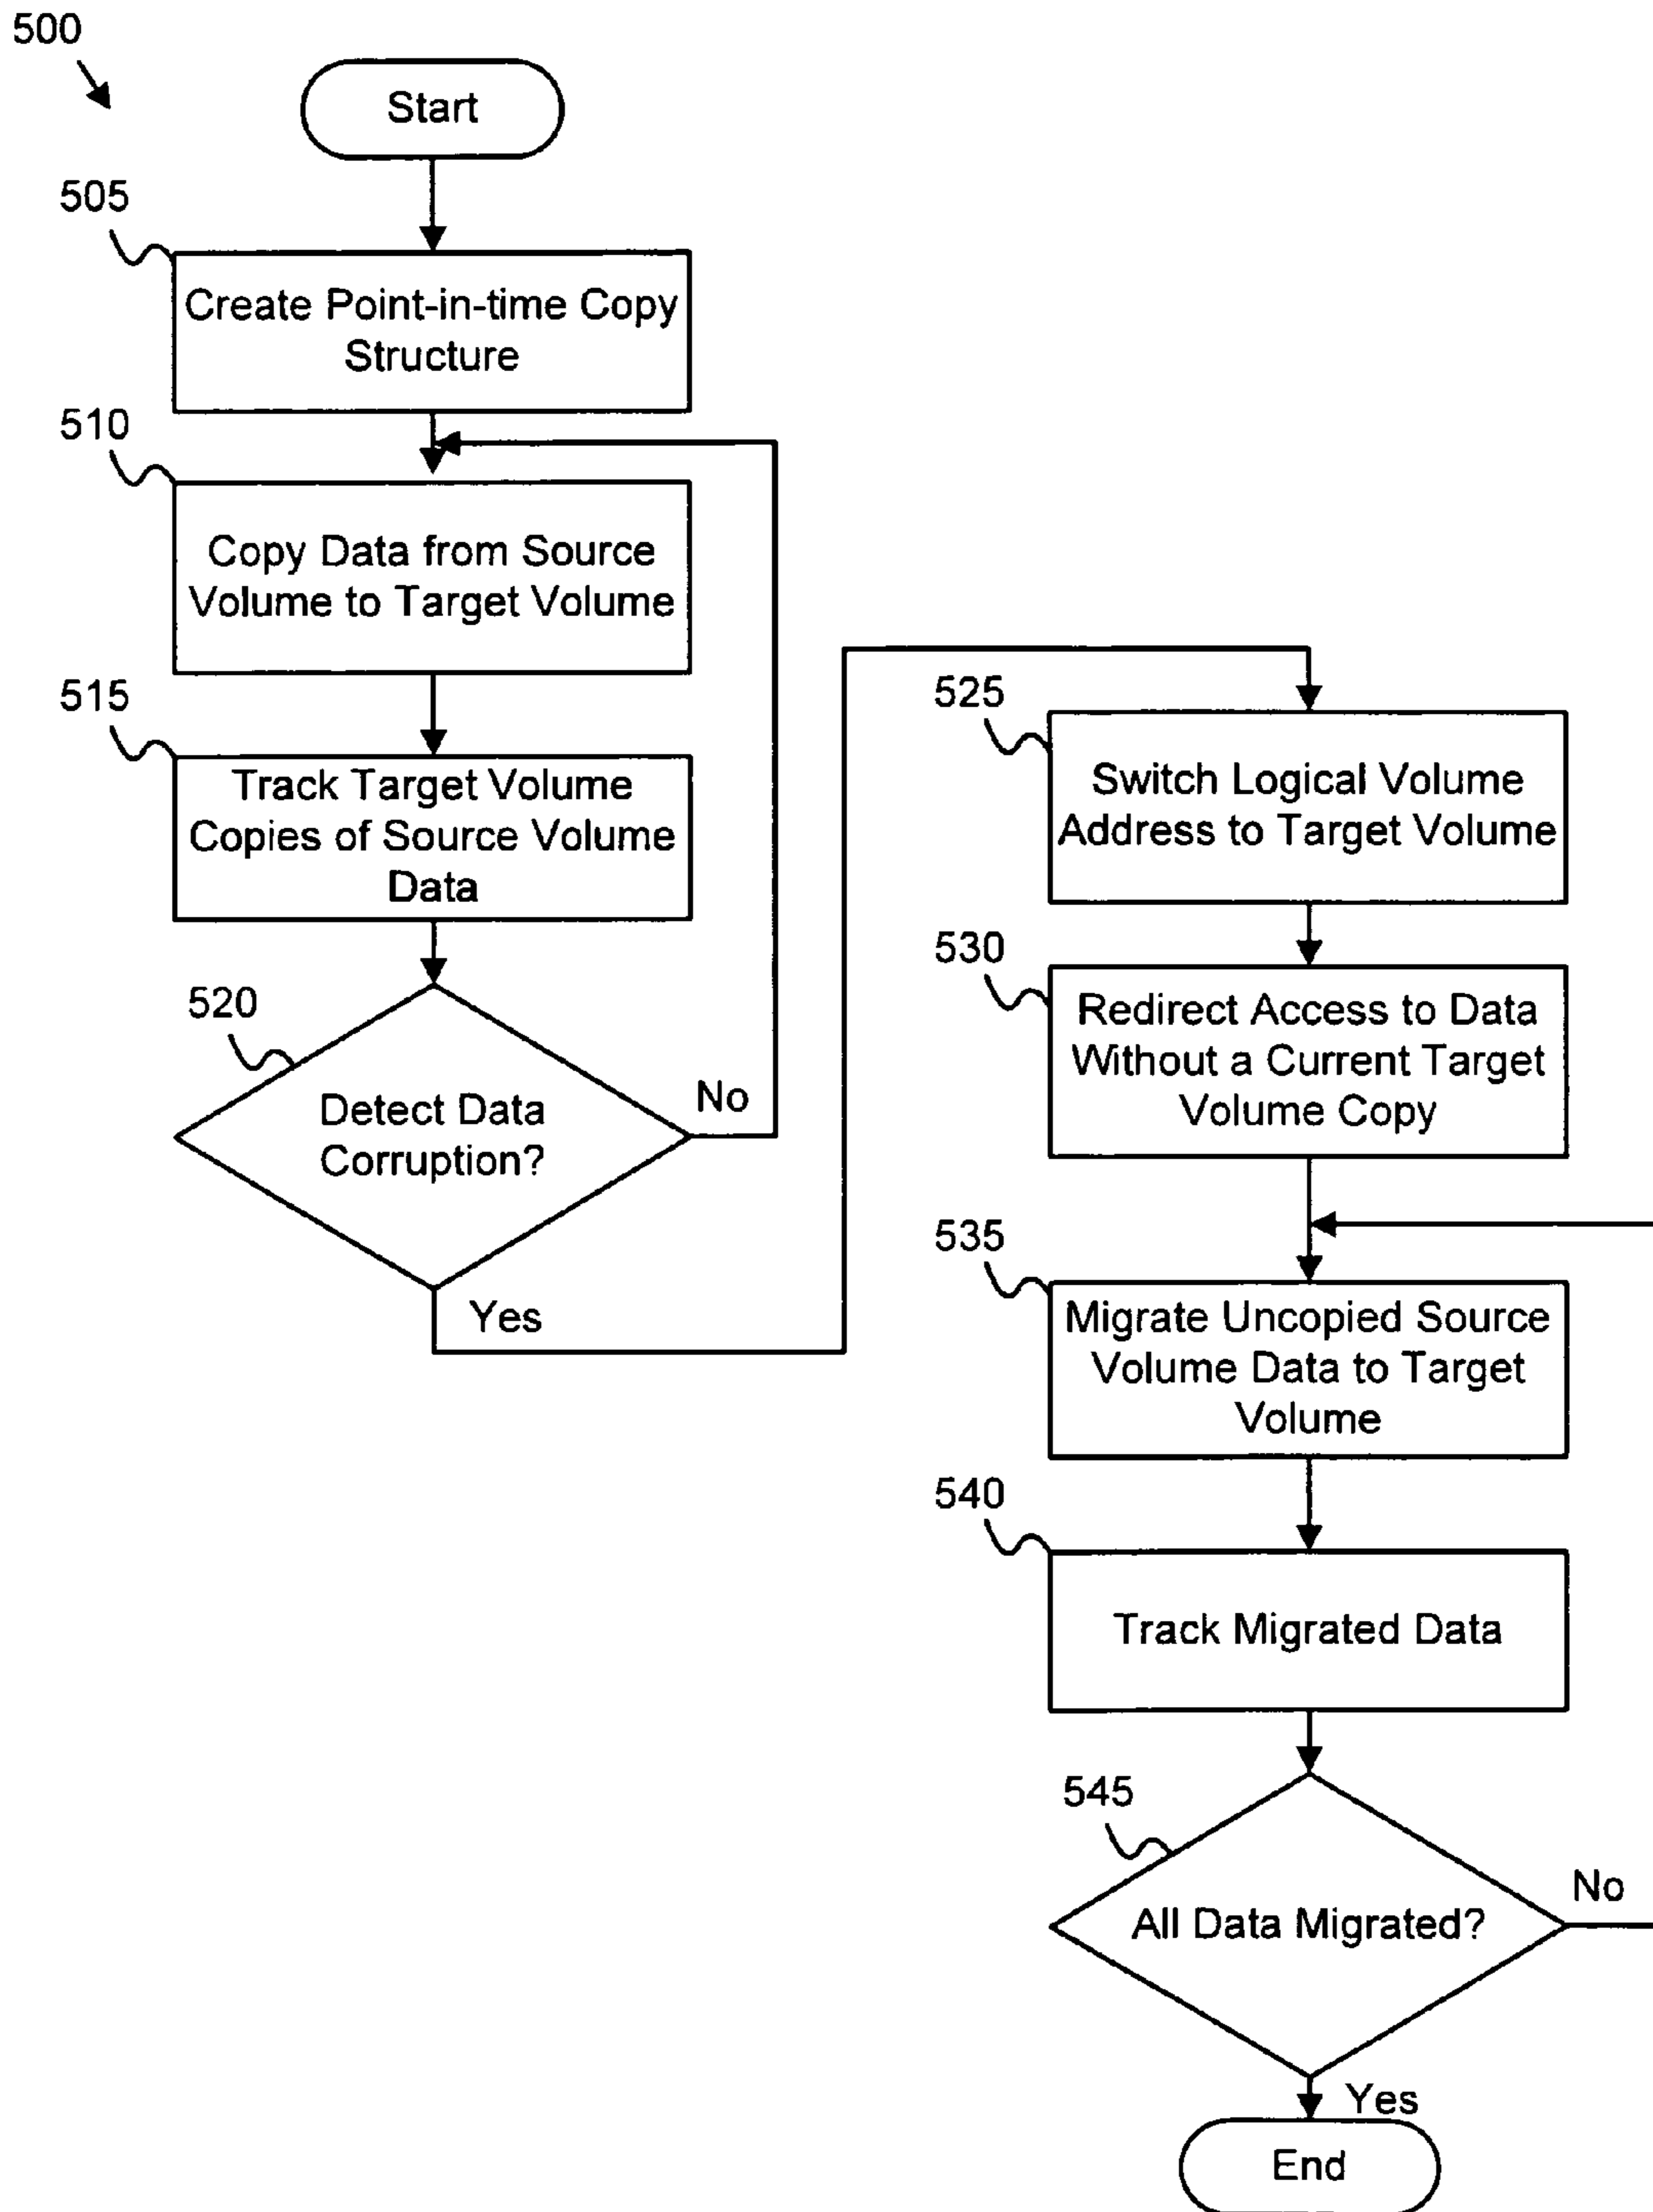 500
Start
505
Create Point-in-time Copy
Structure
510
Copy Data from Source
Volume to Target Volume
515
Track Target Volume
Copies of Source Volume
Data
520
Detect Data
Corruption?
No
Yes
525
Switch Logical Volume
Address to Target Volume
530
Redirect Access to Data
Without a Current Target
Volume Copy
535
Migrate Uncopied Source
Volume Data to Target
Volume
540
Track Migrated Data
545
All Data Migrated?
No
Yes
End